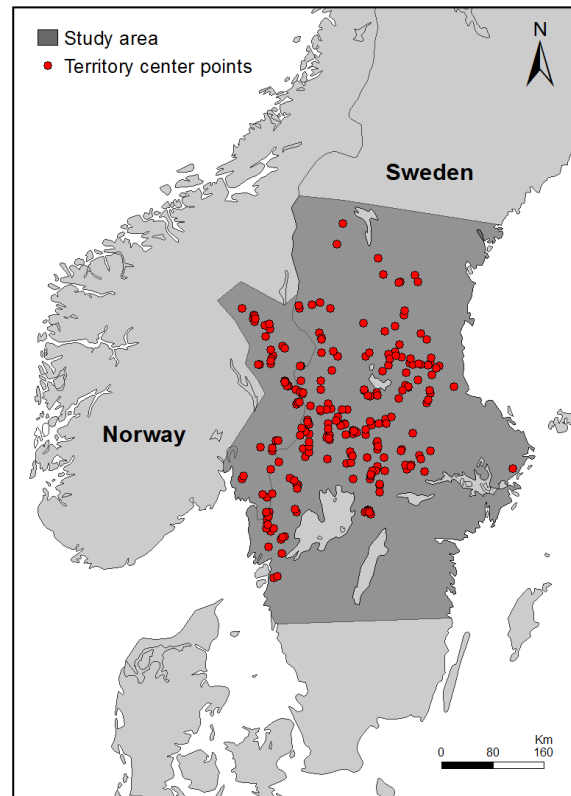 Study area
Territory center points
N
Sweden
Norway
Km
0 80 160